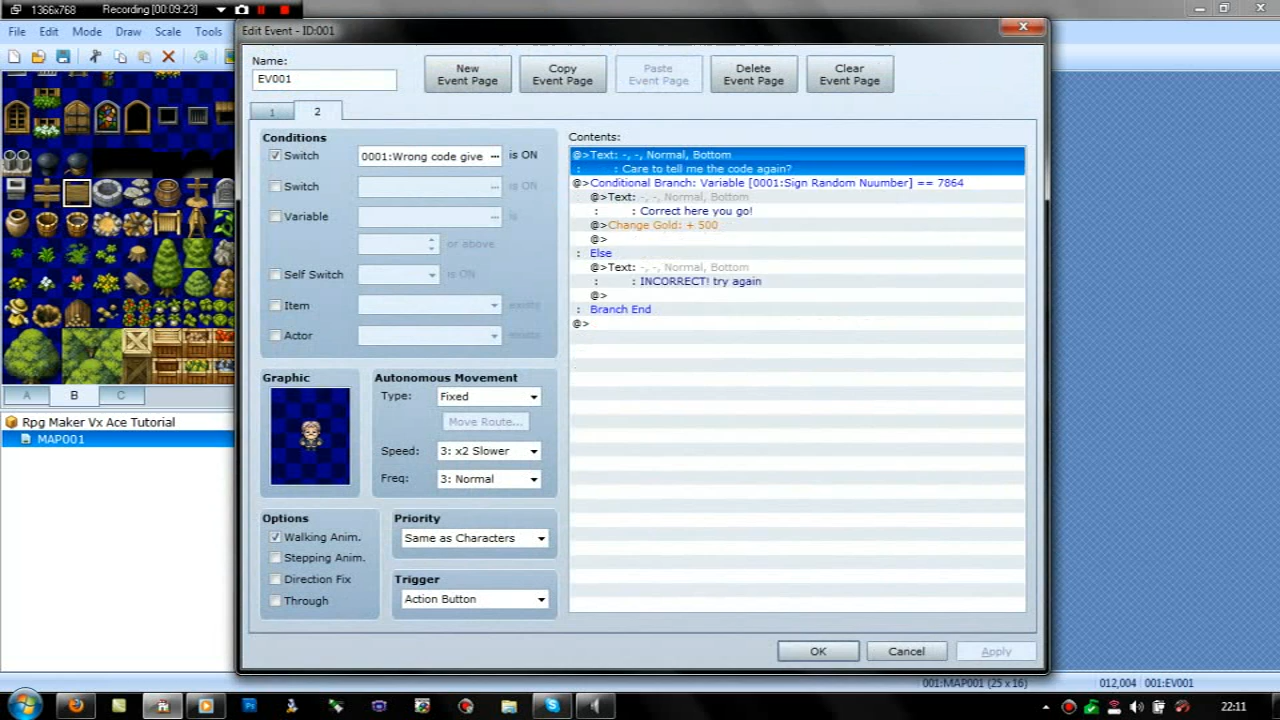 1366x768 Recording [00:09:23]
File Edit Mode Draw Scale Tools
Edit Event - ID:001
Name:
EV001
New Event Page
Copy Event Page
Paste Event Page
Delete Event Page
Clear Event Page
1 2
Conditions
Switch 0001:Wrong code give ... is ON
Switch ... is ON
Variable ... is
or above
Self Switch is ON
Item exists
Actor exists
Graphic
Autonomous Movement
Type: Fixed
Move Route...
Speed: 3: x2 Slower
Freq: 3: Normal
Options
Walking Anim.
Stepping Anim.
Direction Fix
Through
Priority
Same as Characters
Trigger
Action Button
Contents:
@>Text: -, -, Normal, Bottom
: : Care to tell me the code again?
@>Conditional Branch: Variable [0001:Sign Random Nuumber] == 7864
@>Text: -, -, Normal, Bottom
: : Correct here you go!
@>Change Gold: + 500
@>
: Else
@>Text: -, -, Normal, Bottom
: : INCORRECT! try again
@>
: Branch End
@>
OK Cancel Apply
A B C
Rpg Maker Vx Ace Tutorial
MAP001
001:MAP001 (25 x 16) 012,004 001:EV001
22:11